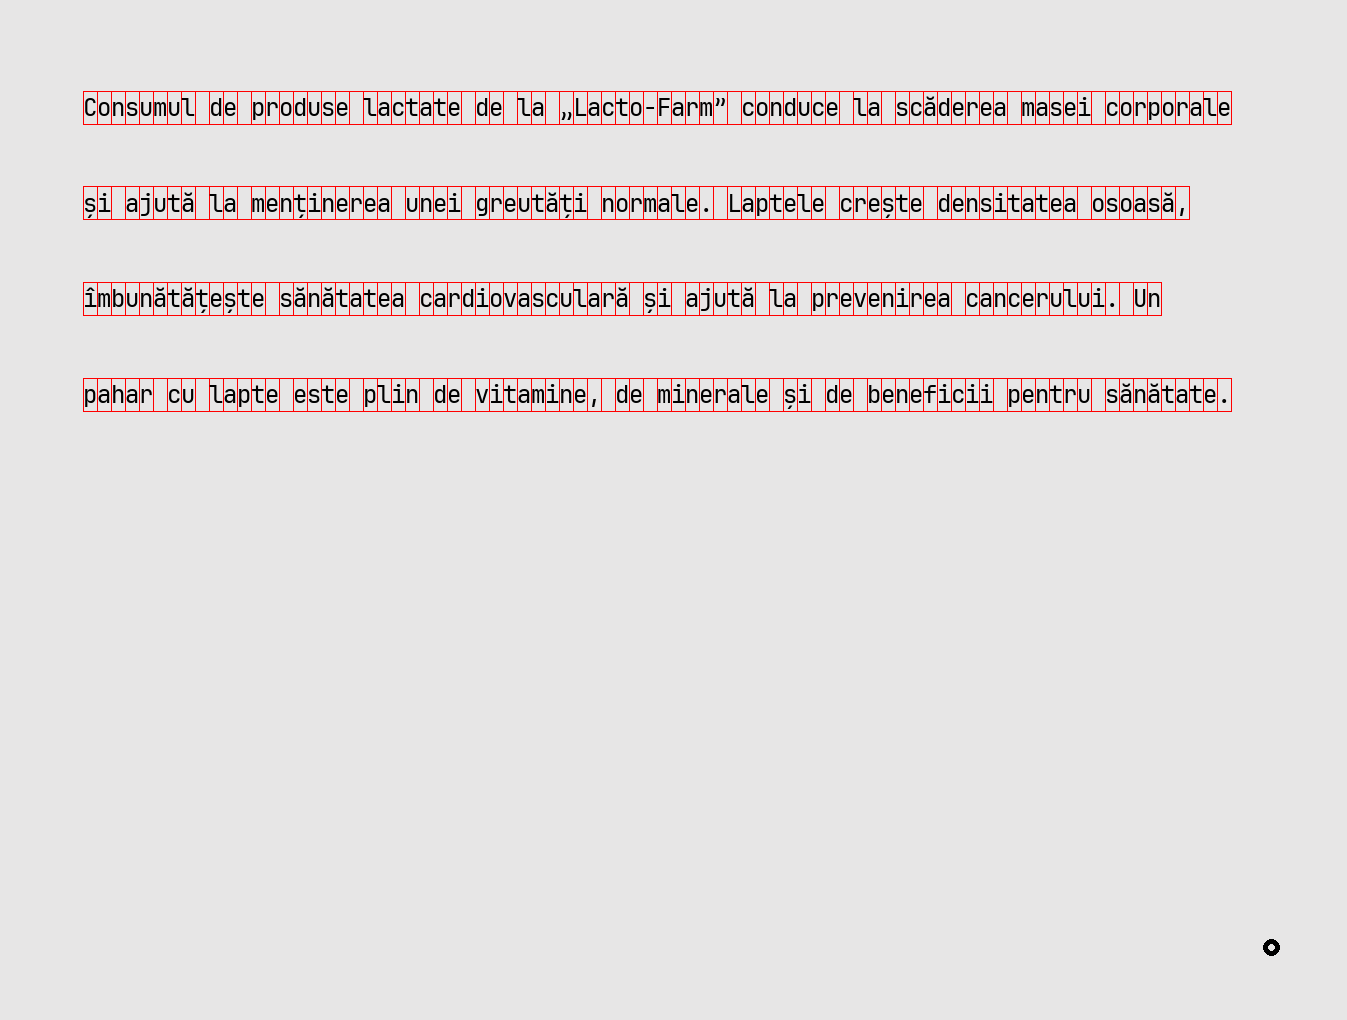 Consumul de produse lactate de la „Lacto-Farm” conduce la scăderea masei corporale
și ajută la menținerea unei greutăți normale. Laptele crește densitatea osoasă,
îmbunătățește sănătatea cardiovasculară și ajută la prevenirea cancerului. Un
pahar cu lapte este plin de vitamine, de minerale și de beneficii pentru sănătate.